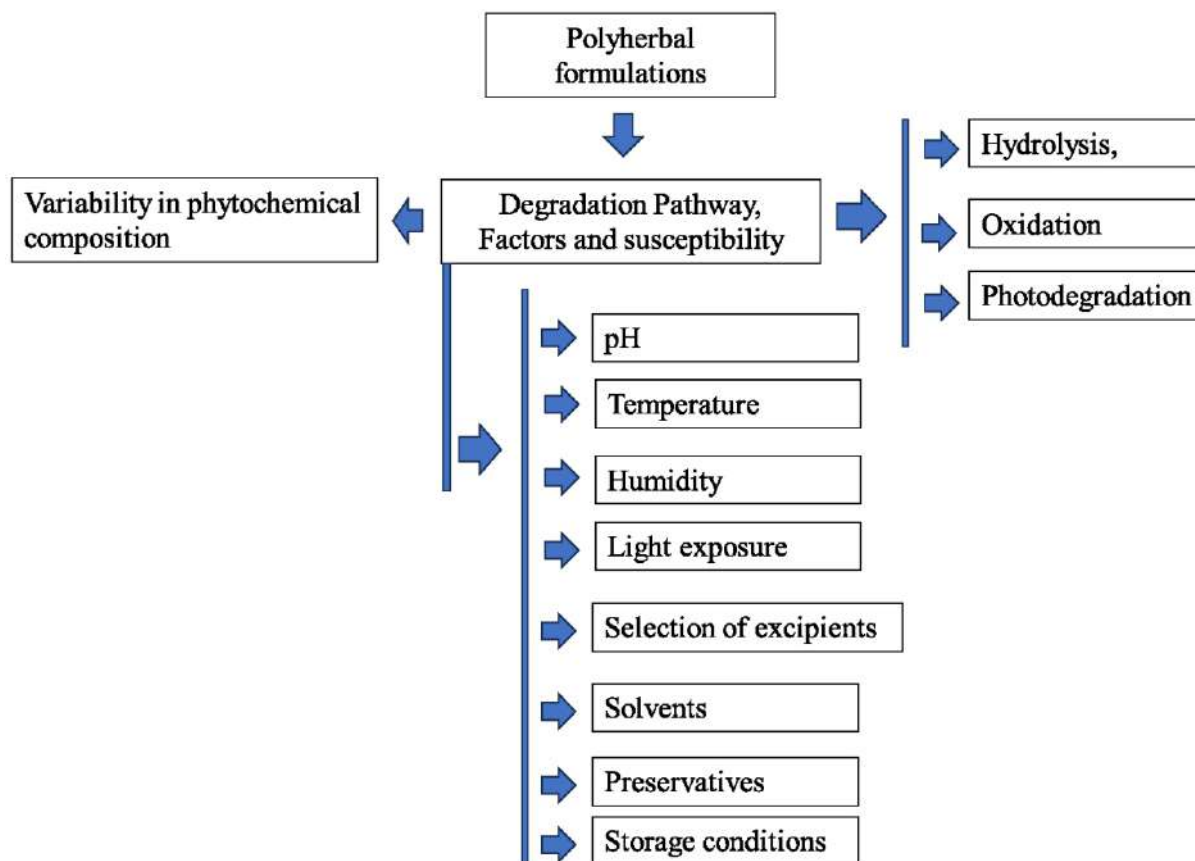 Polyherbal
formulations
Variability in phytochemical
composition
Degradation Pathway,
Factors and susceptibility
Hydrolysis,
Oxidation
Photodegradation
pH
Temperature
Humidity
Light exposure
Selection of excipients
Solvents
Preservatives
Storage conditions